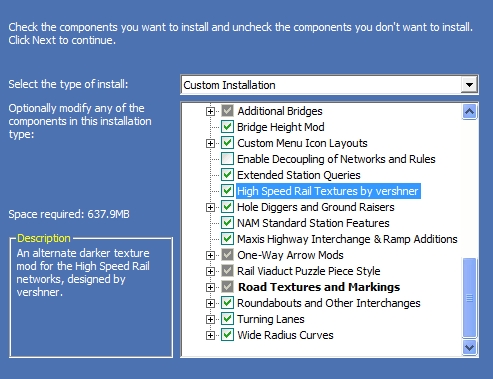 Check the components you want to install and uncheck the components you don't want to install.
Click Next to continue.
Select the type of install:
Custom Installation
Optionally modify any of the
components in this installation
type:
Additional Bridges
Bridge Height Mod
Custom Menu Icon Layouts
Enable Decoupling of Networks and Rules
Extended Station Queries
High Speed Rail Textures by vershner
Hole Diggers and Ground Raisers
NAM Standard Station Features
Maxis Highway Interchange & Ramp Additions
One-Way Arrow Mods
Rail Viaduct Puzzle Piece Style
Road Textures and Markings
Roundabouts and Other Interchanges
Turning Lanes
Wide Radius Curves
Space required: 637.9MB
Description
An alternate darker texture
mod for the High Speed Rail
networks, designed by
vershner.